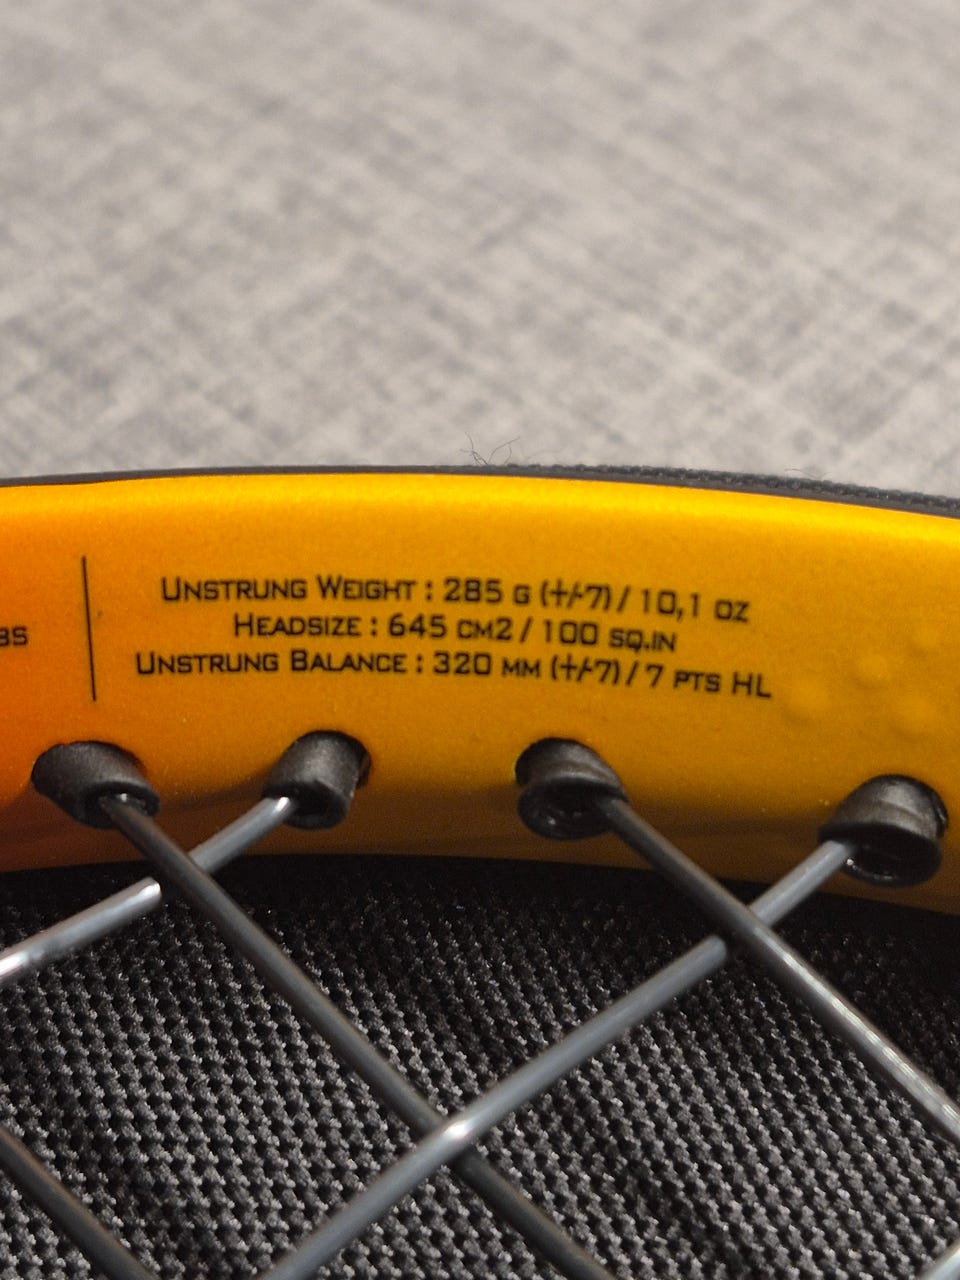 BS
Unstrung Weight : 285 g (+/-7) / 10,1 oz
Headsize : 645 cm2 / 100 sq.in
Unstrung Balance : 320 mm (+/-7) / 7 pts HL